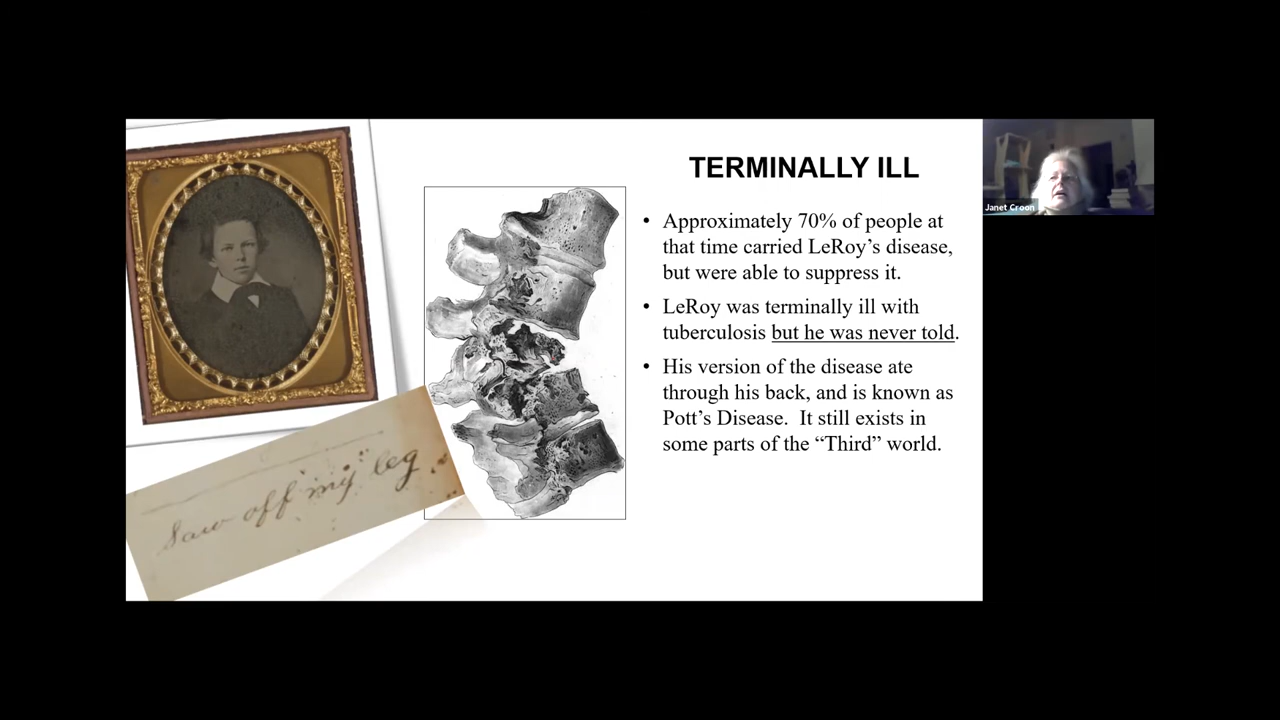 TERMINALLY ILL
• Approximately 70% of people at
that time carried LeRoy’s disease,
but were able to suppress it.
• LeRoy was terminally ill with
tuberculosis but he was never told.
• His version of the disease ate
through his back, and is known as
Pott’s Disease.  It still exists in
some parts of the “Third” world.
Saw off my leg
Janet Croon